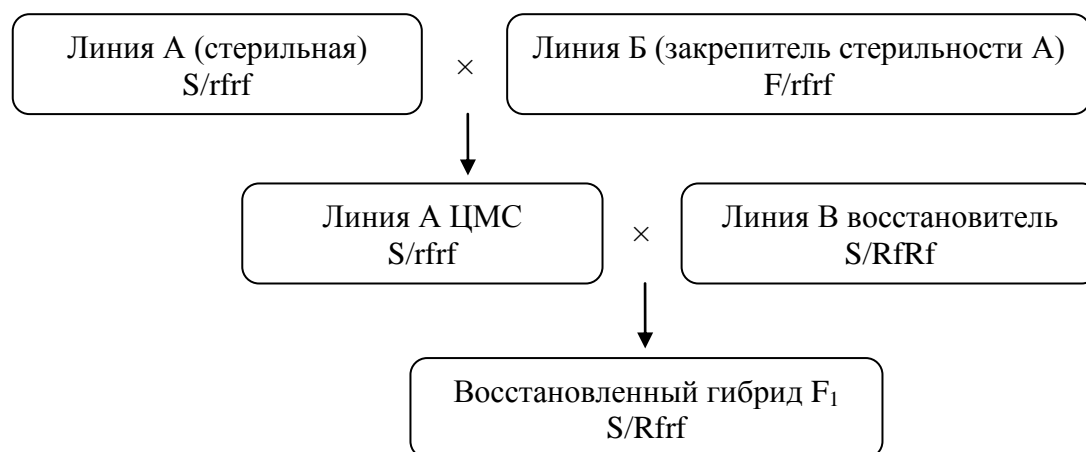 Линия А (стерильная)
S/rfrf
×
Линия Б (закрепитель стерильности А)
F/rfrf
Линия А ЦМС
S/rfrf
×
Линия В восстановитель
S/RfRf
Восстановленный гибрид F₁
S/Rfrf